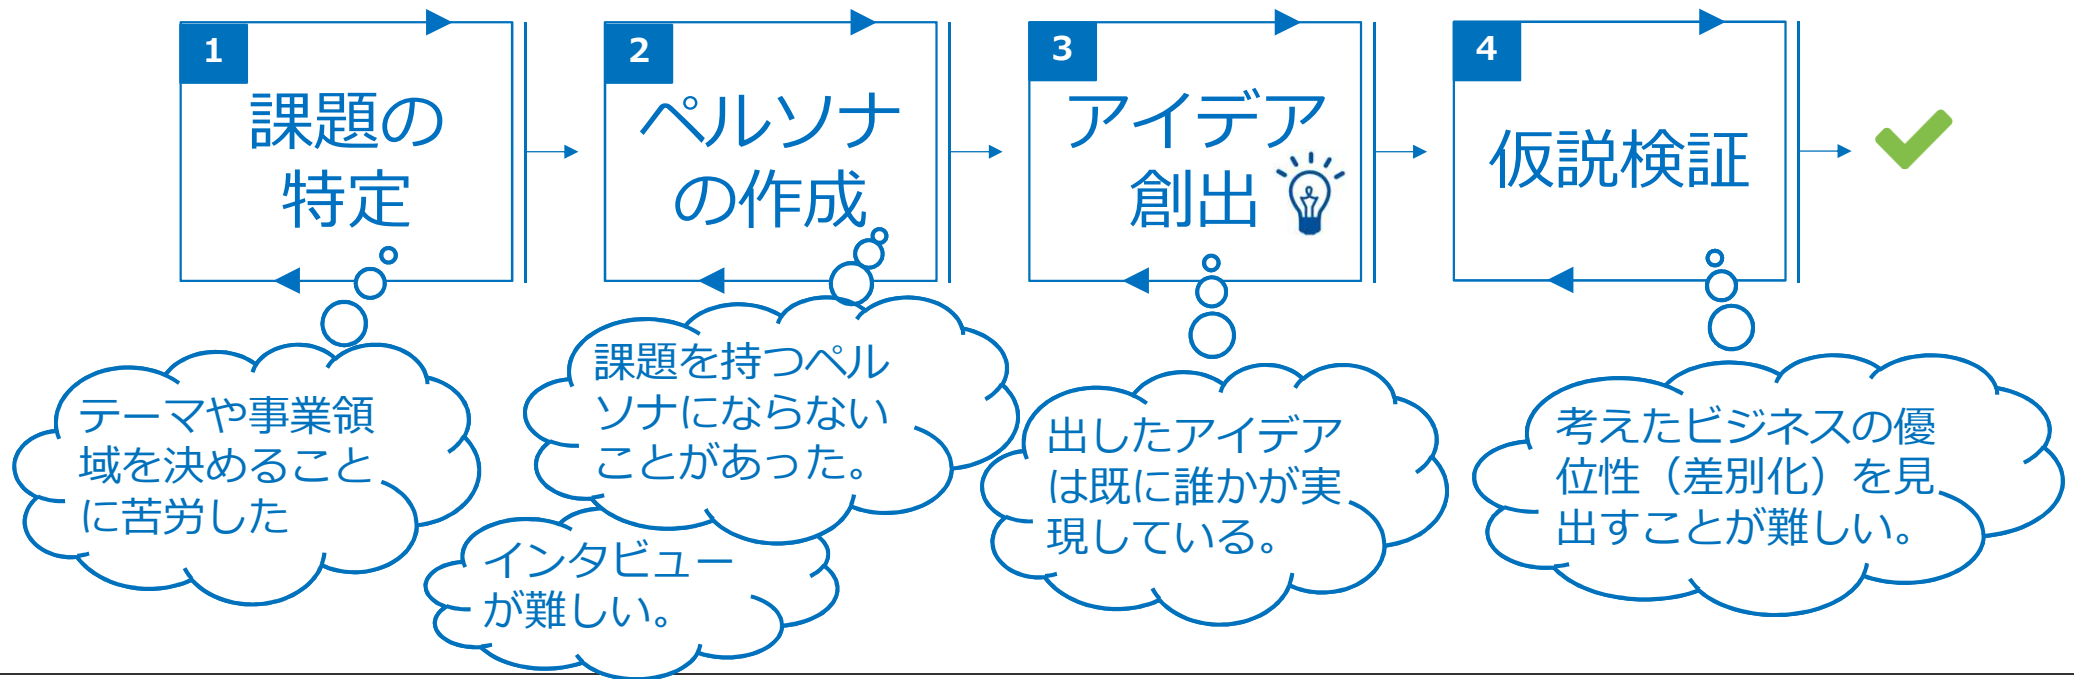 1
課題の
特定
2
ペルソナ
の作成
3
アイデア
創出
4
仮説検証
テーマや事業領
域を決めること
に苦労した
課題を持つペル
ソナにならない
ことがあった。
インタビュー
が難しい。
出したアイデア
は既に誰かが実
現している。
考えたビジネスの優
位性（差別化）を見
出すことが難しい。